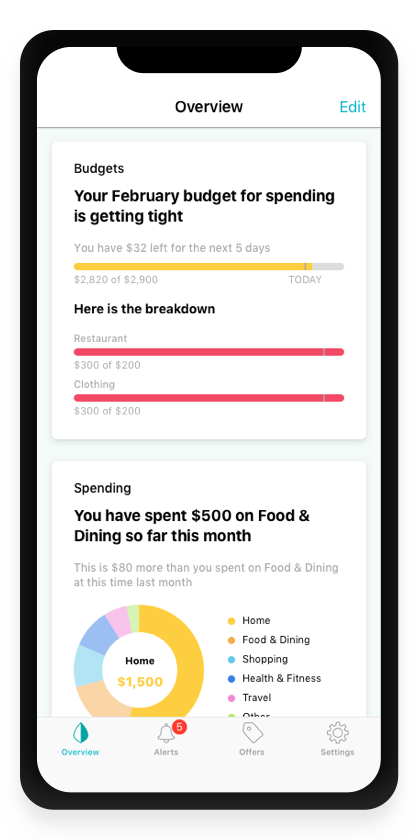 Overview
Edit
Budgets
Your February budget for spending
is getting tight
You have $32 left for the next 5 days
$2,820 of $2,900
TODAY
Here is the breakdown
Restaurant
$300 of $200
Clothing
$300 of $200
Spending
You have spent $500 on Food &
Dining so far this month
This is $80 more than you spent on Food & Dining
at this time last month
Home
$1,500
Home
Food & Dining
Shopping
Health & Fitness
Travel
Other
5
Overview
Alerts
Offers
Settings